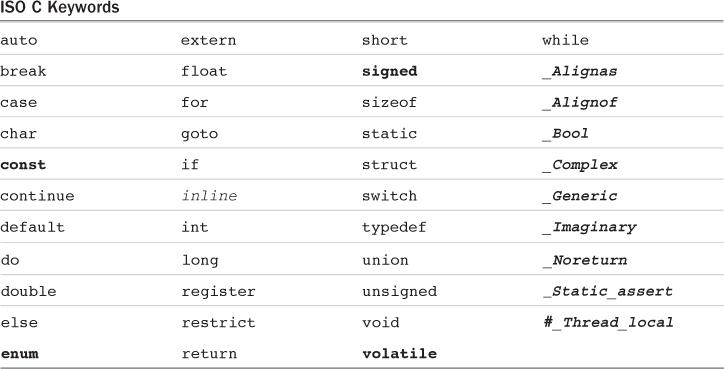 ISO C Keywords
auto extern short while
break float signed _Alignas
case for sizeof _Alignof
char goto static _Bool
const if struct _Complex
continue inline switch _Generic
default int typedef _Imaginary
do long union _Noreturn
double register unsigned _Static_assert
else restrict void #_Thread_local
enum return volatile